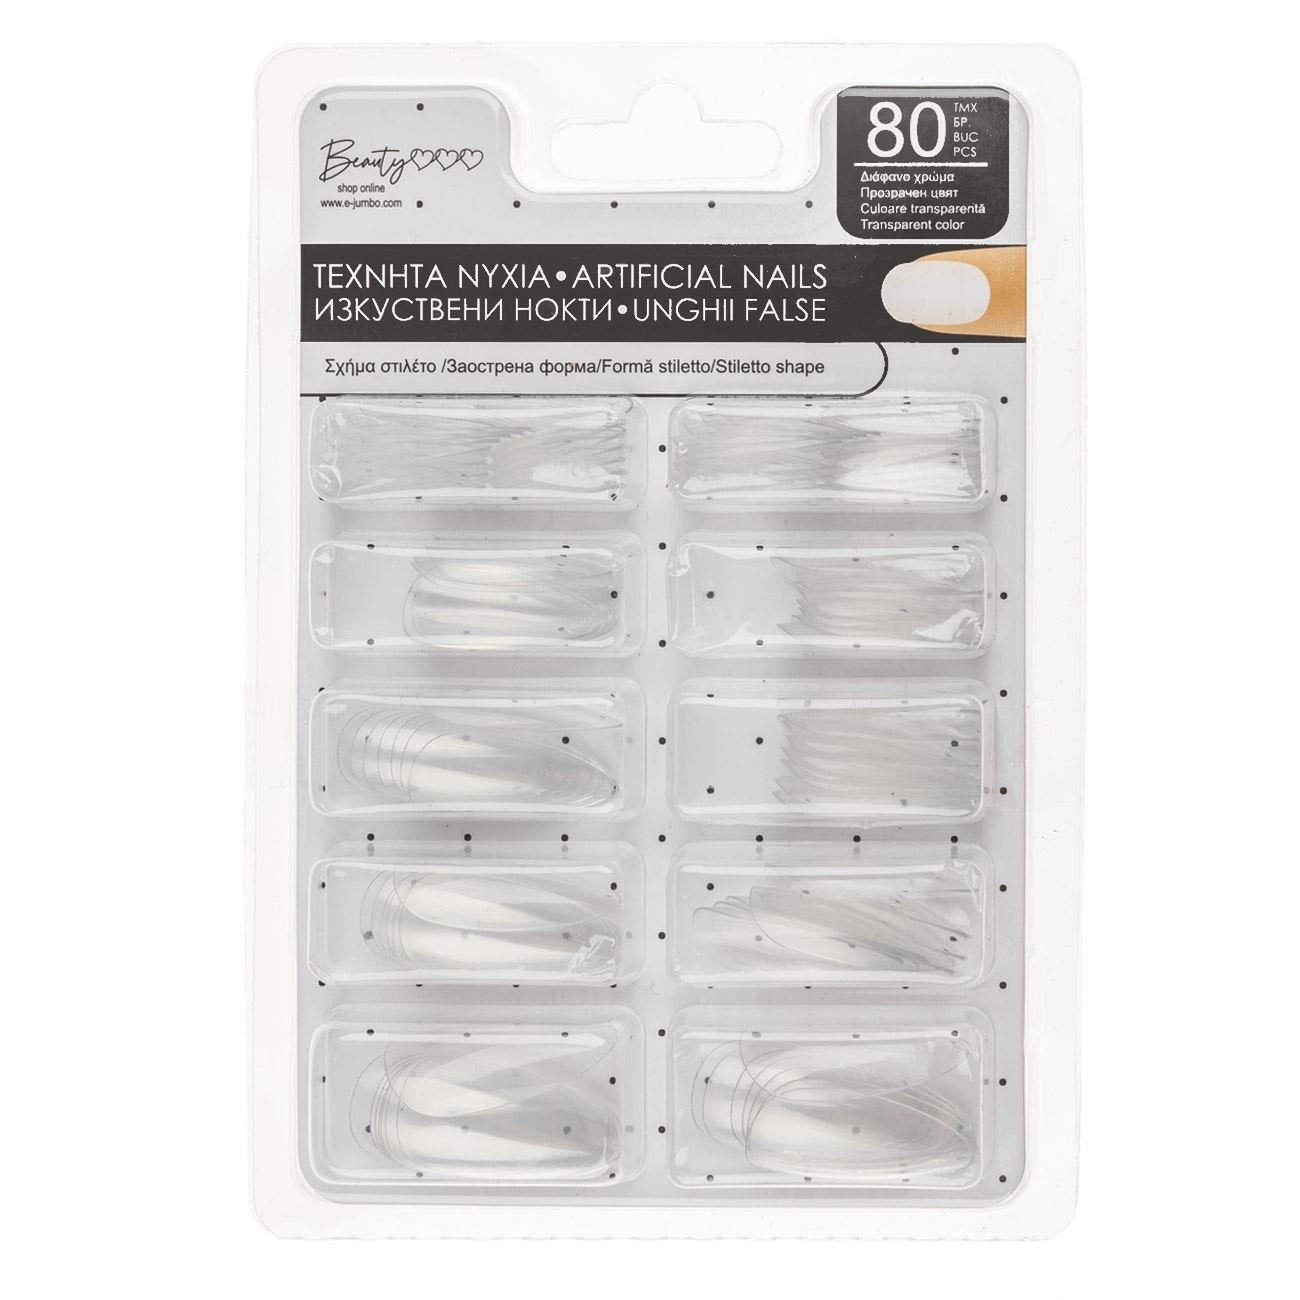 Beauty
shop online
www.e-jumbo.com
80
ΤΜΧ
БР.
BUC
PCS
Διάφανο χρώμα
Прозрачен цвят
Culoare transparentă
Transparent color
ΤΕΧΝΗΤΑ ΝΥΧΙΑ • ARTIFICIAL NAILS
ИЗКУСТВЕНИ НОКТИ • UNGHII FALSE
Σχήμα στιλέτο /Заострена форма/Formă stiletto/Stiletto shape